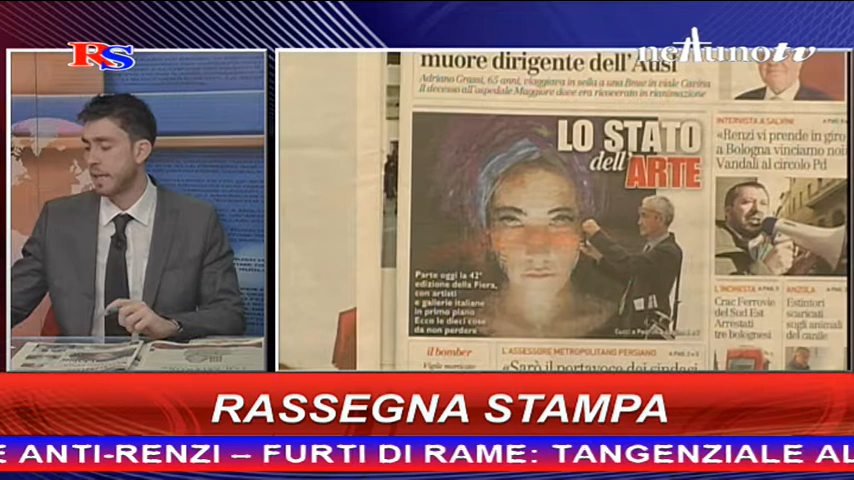 RS
nettunotv
muore dirigente dell'Ausl
Adriano Grassi, 65 anni, viaggiava in sella a una Bmw in viale Cavina
Il decesso all'ospedale Maggiore dove era ricoverato in rianimazione
LO STATO
dell'
ARTE
Parte oggi la 42ª
edizione della Fiera,
con artisti
e gallerie italiane
in primo piano
Ecco le dieci cose
da non perdere
INTERVISTA A SALVINI
«Renzi vi prende in giro
a Bologna vinciamo noi»
Vandali al circolo Pd
L'INCHIESTA
Crac Ferrovie
del Sud Est
Arrestati
tre bolognesi
ANZOLA
Estintori
scaricati
sugli animali
del canile
il bomber
L'ASSESSORE METROPOLITANO PERSIANO
«Sarò il portavoce dei sindaci
RASSEGNA STAMPA
E ANTI-RENZI – FURTI DI RAME: TANGENZIALE AL